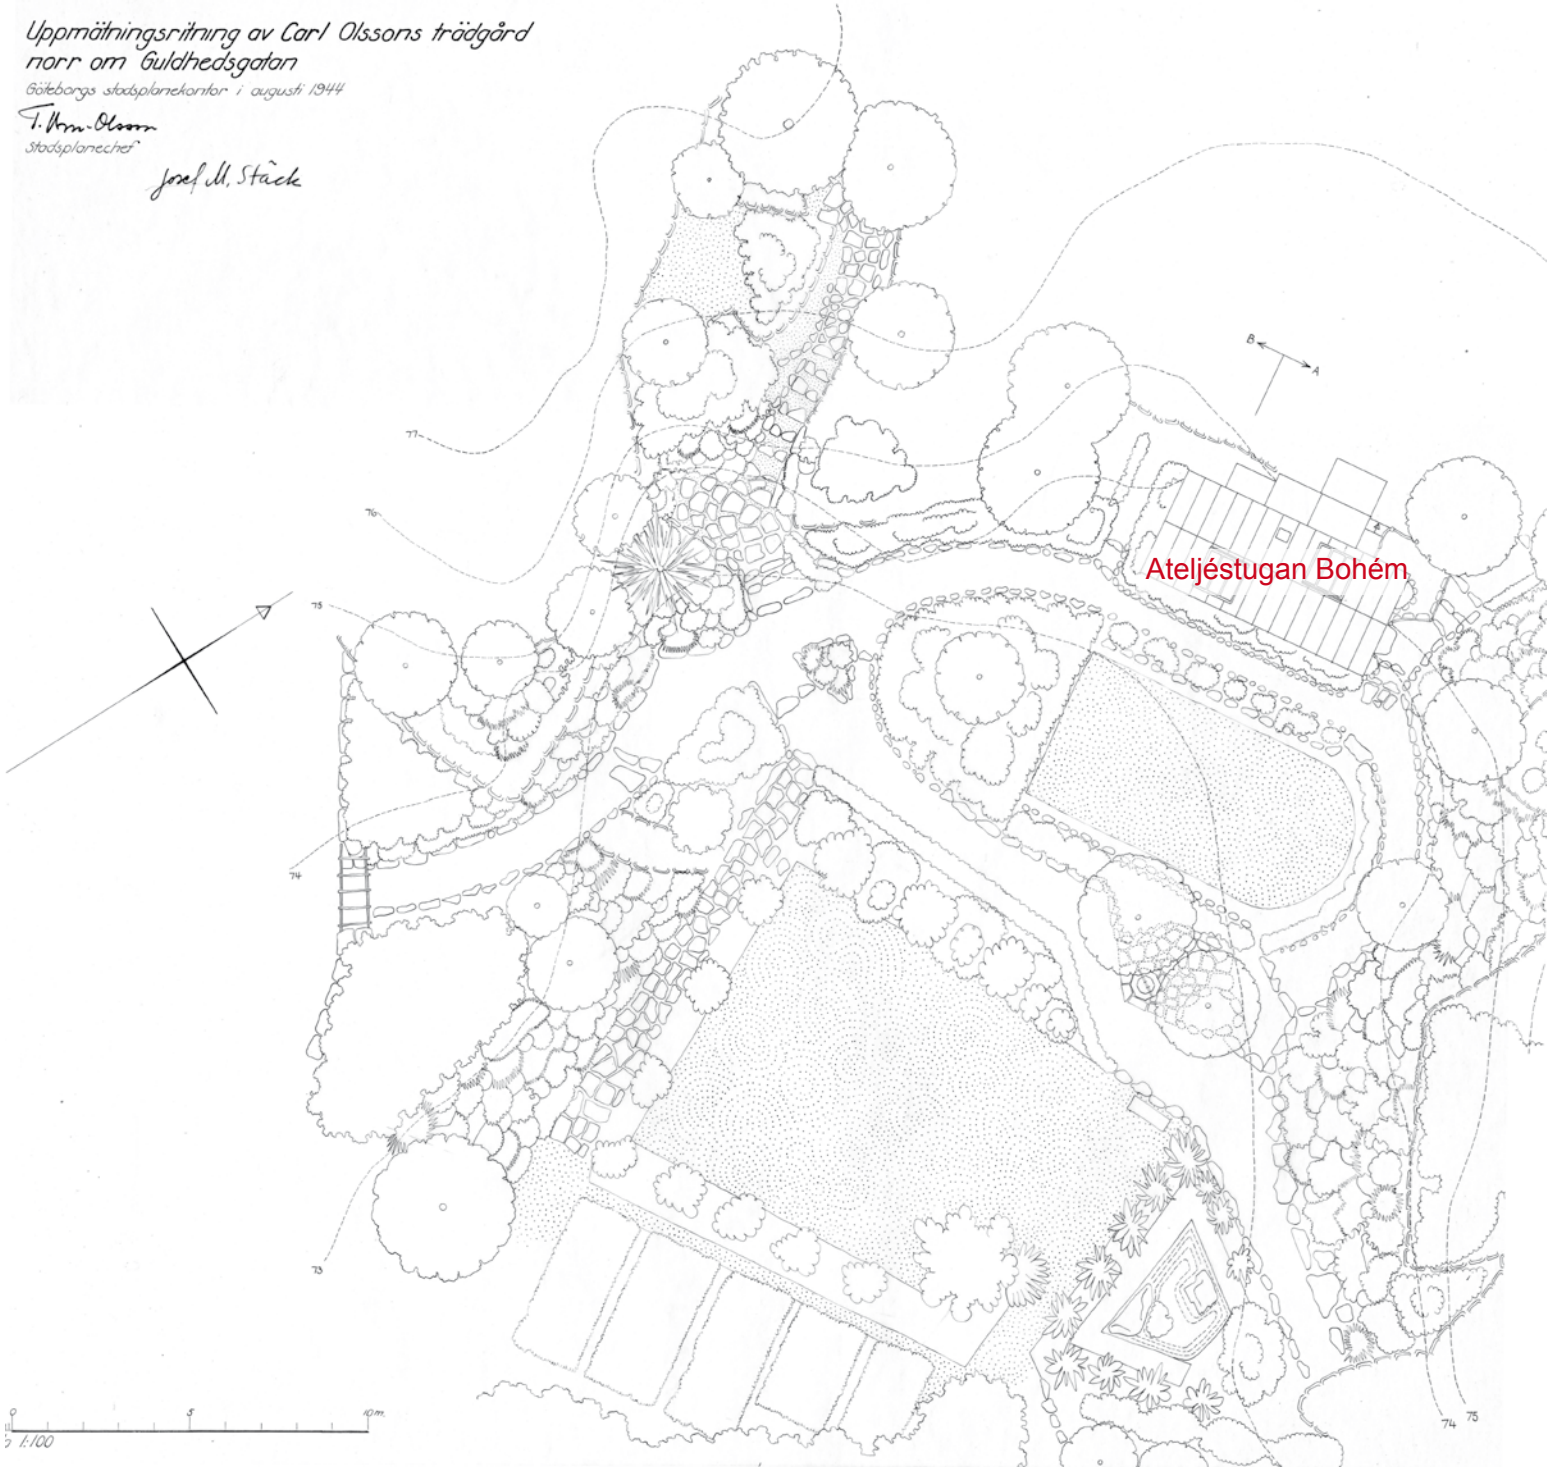 Uppmätningsritning av Carl Olssons trädgård
norr om Guldhedsgatan
Göteborgs stadsplanekontor i augusti 1944
Stadsplanechef
Josef M. Stäck
B
A
77
76
Ateljéstugan Bohém
75
74
73
74 75
0 5 10 m.
1:100